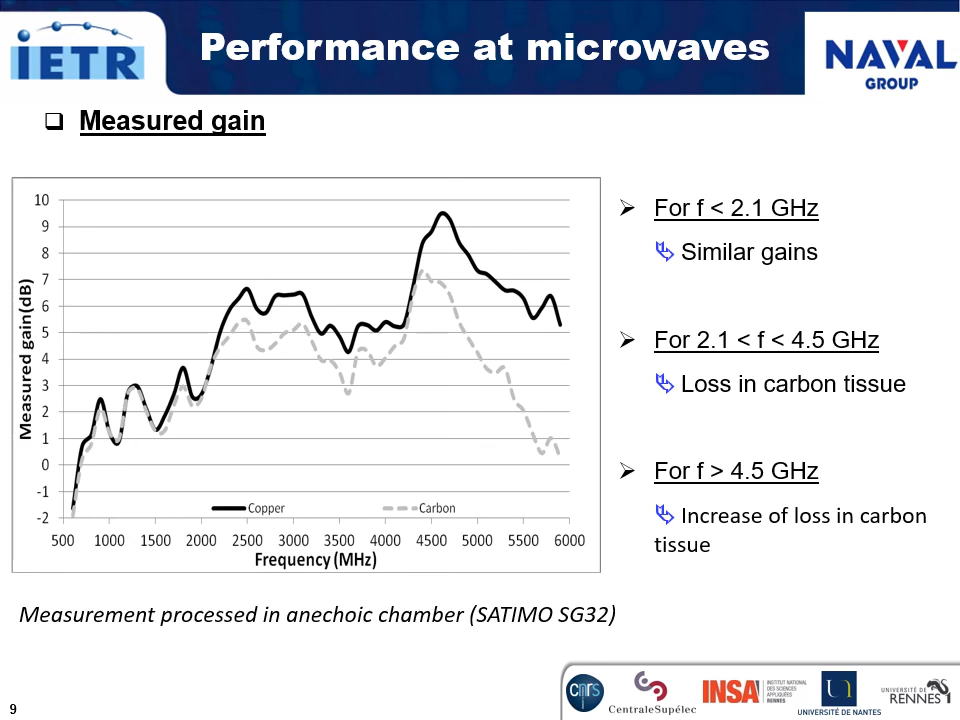 IETR
Performance at microwaves
NAVAL
GROUP
❑ Measured gain
10
9
8
7
6
5
4
3
2
1
0
-1
-2
Measured gain(dB)
Copper
Carbon
500 1000 1500 2000 2500 3000 3500 4000 4500 5000 5500 6000
Frequency (MHz)
➢ For f < 2.1 GHz
Similar gains
➢ For 2.1 < f < 4.5 GHz
Loss in carbon tissue
➢ For f > 4.5 GHz
Increase of loss in carbon
tissue
Measurement processed in anechoic chamber (SATIMO SG32)
9
cnrs
CentraleSupélec
INSA
INSTITUT NATIONAL
DES SCIENCES
APPLIQUÉES
RENNES
UNIVERSITÉ DE NANTES
UNIVERSITÉ DE
RENNES 1